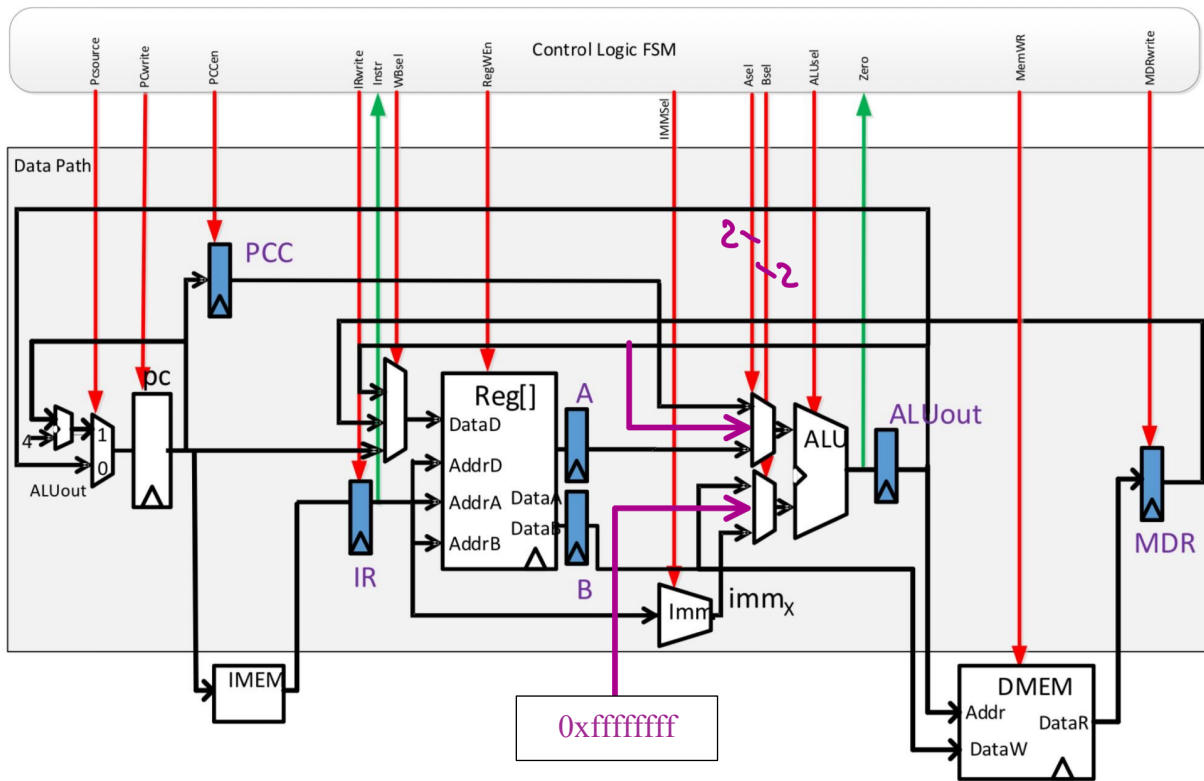 Control Logic FSM
Pcsource
PCwrite
PCCen
IRwrite
Instr
WBsel
RegWEn
IMMSel
Asel
Bsel
ALUsel
Zero
MemWR
MDRwrite
Data Path
2
2
PCC
pc
4
1
0
ALUout
Reg[]
DataD
AddrD
AddrA
AddrB
DataA
DataB
A
B
IR
ALU
ALUout
MDR
Imm
immx
IMEM
0xffffffff
DMEM
Addr
DataR
DataW